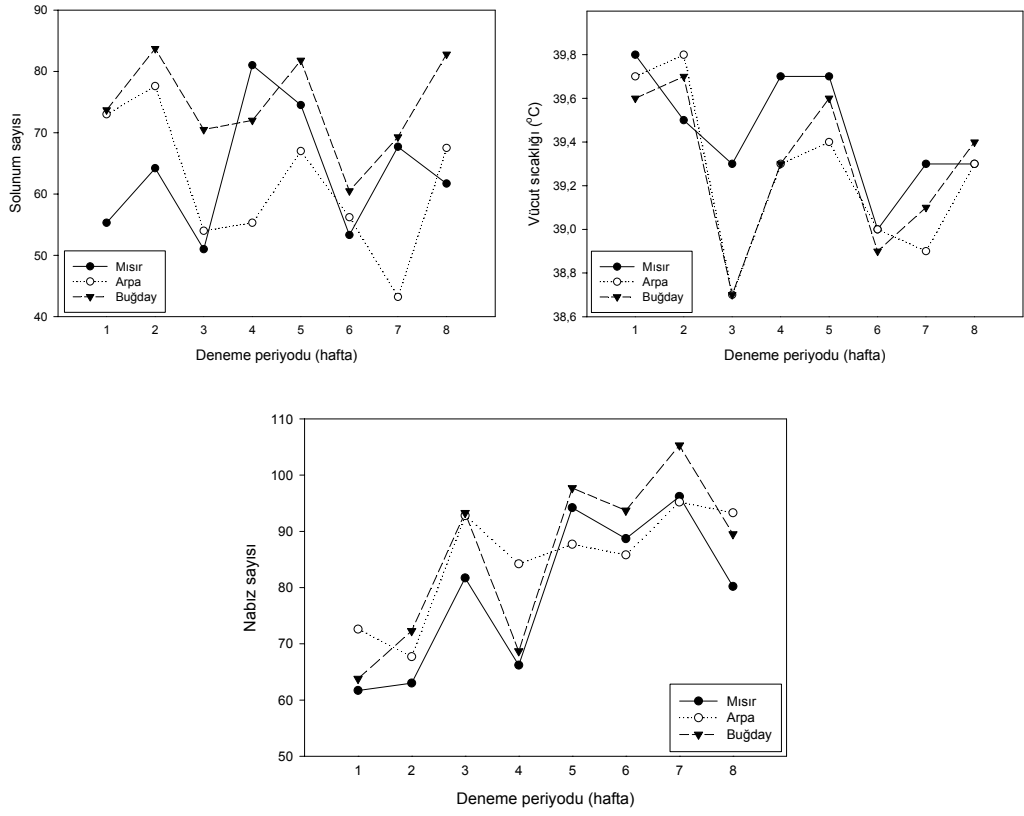 90
80
70
60
50
40
Solunum sayısı
Mısır
Arpa
Buğday
1 2 3 4 5 6 7 8
Deneme periyodu (hafta)
39,8
39,6
39,4
39,2
39,0
38,8
38,6
Vücut sıcaklığı (⁰C)
Mısır
Arpa
Buğday
1 2 3 4 5 6 7 8
Deneme periyodu (hafta)
110
100
90
80
70
60
50
Nabız sayısı
Mısır
Arpa
Buğday
1 2 3 4 5 6 7 8
Deneme periyodu (hafta)